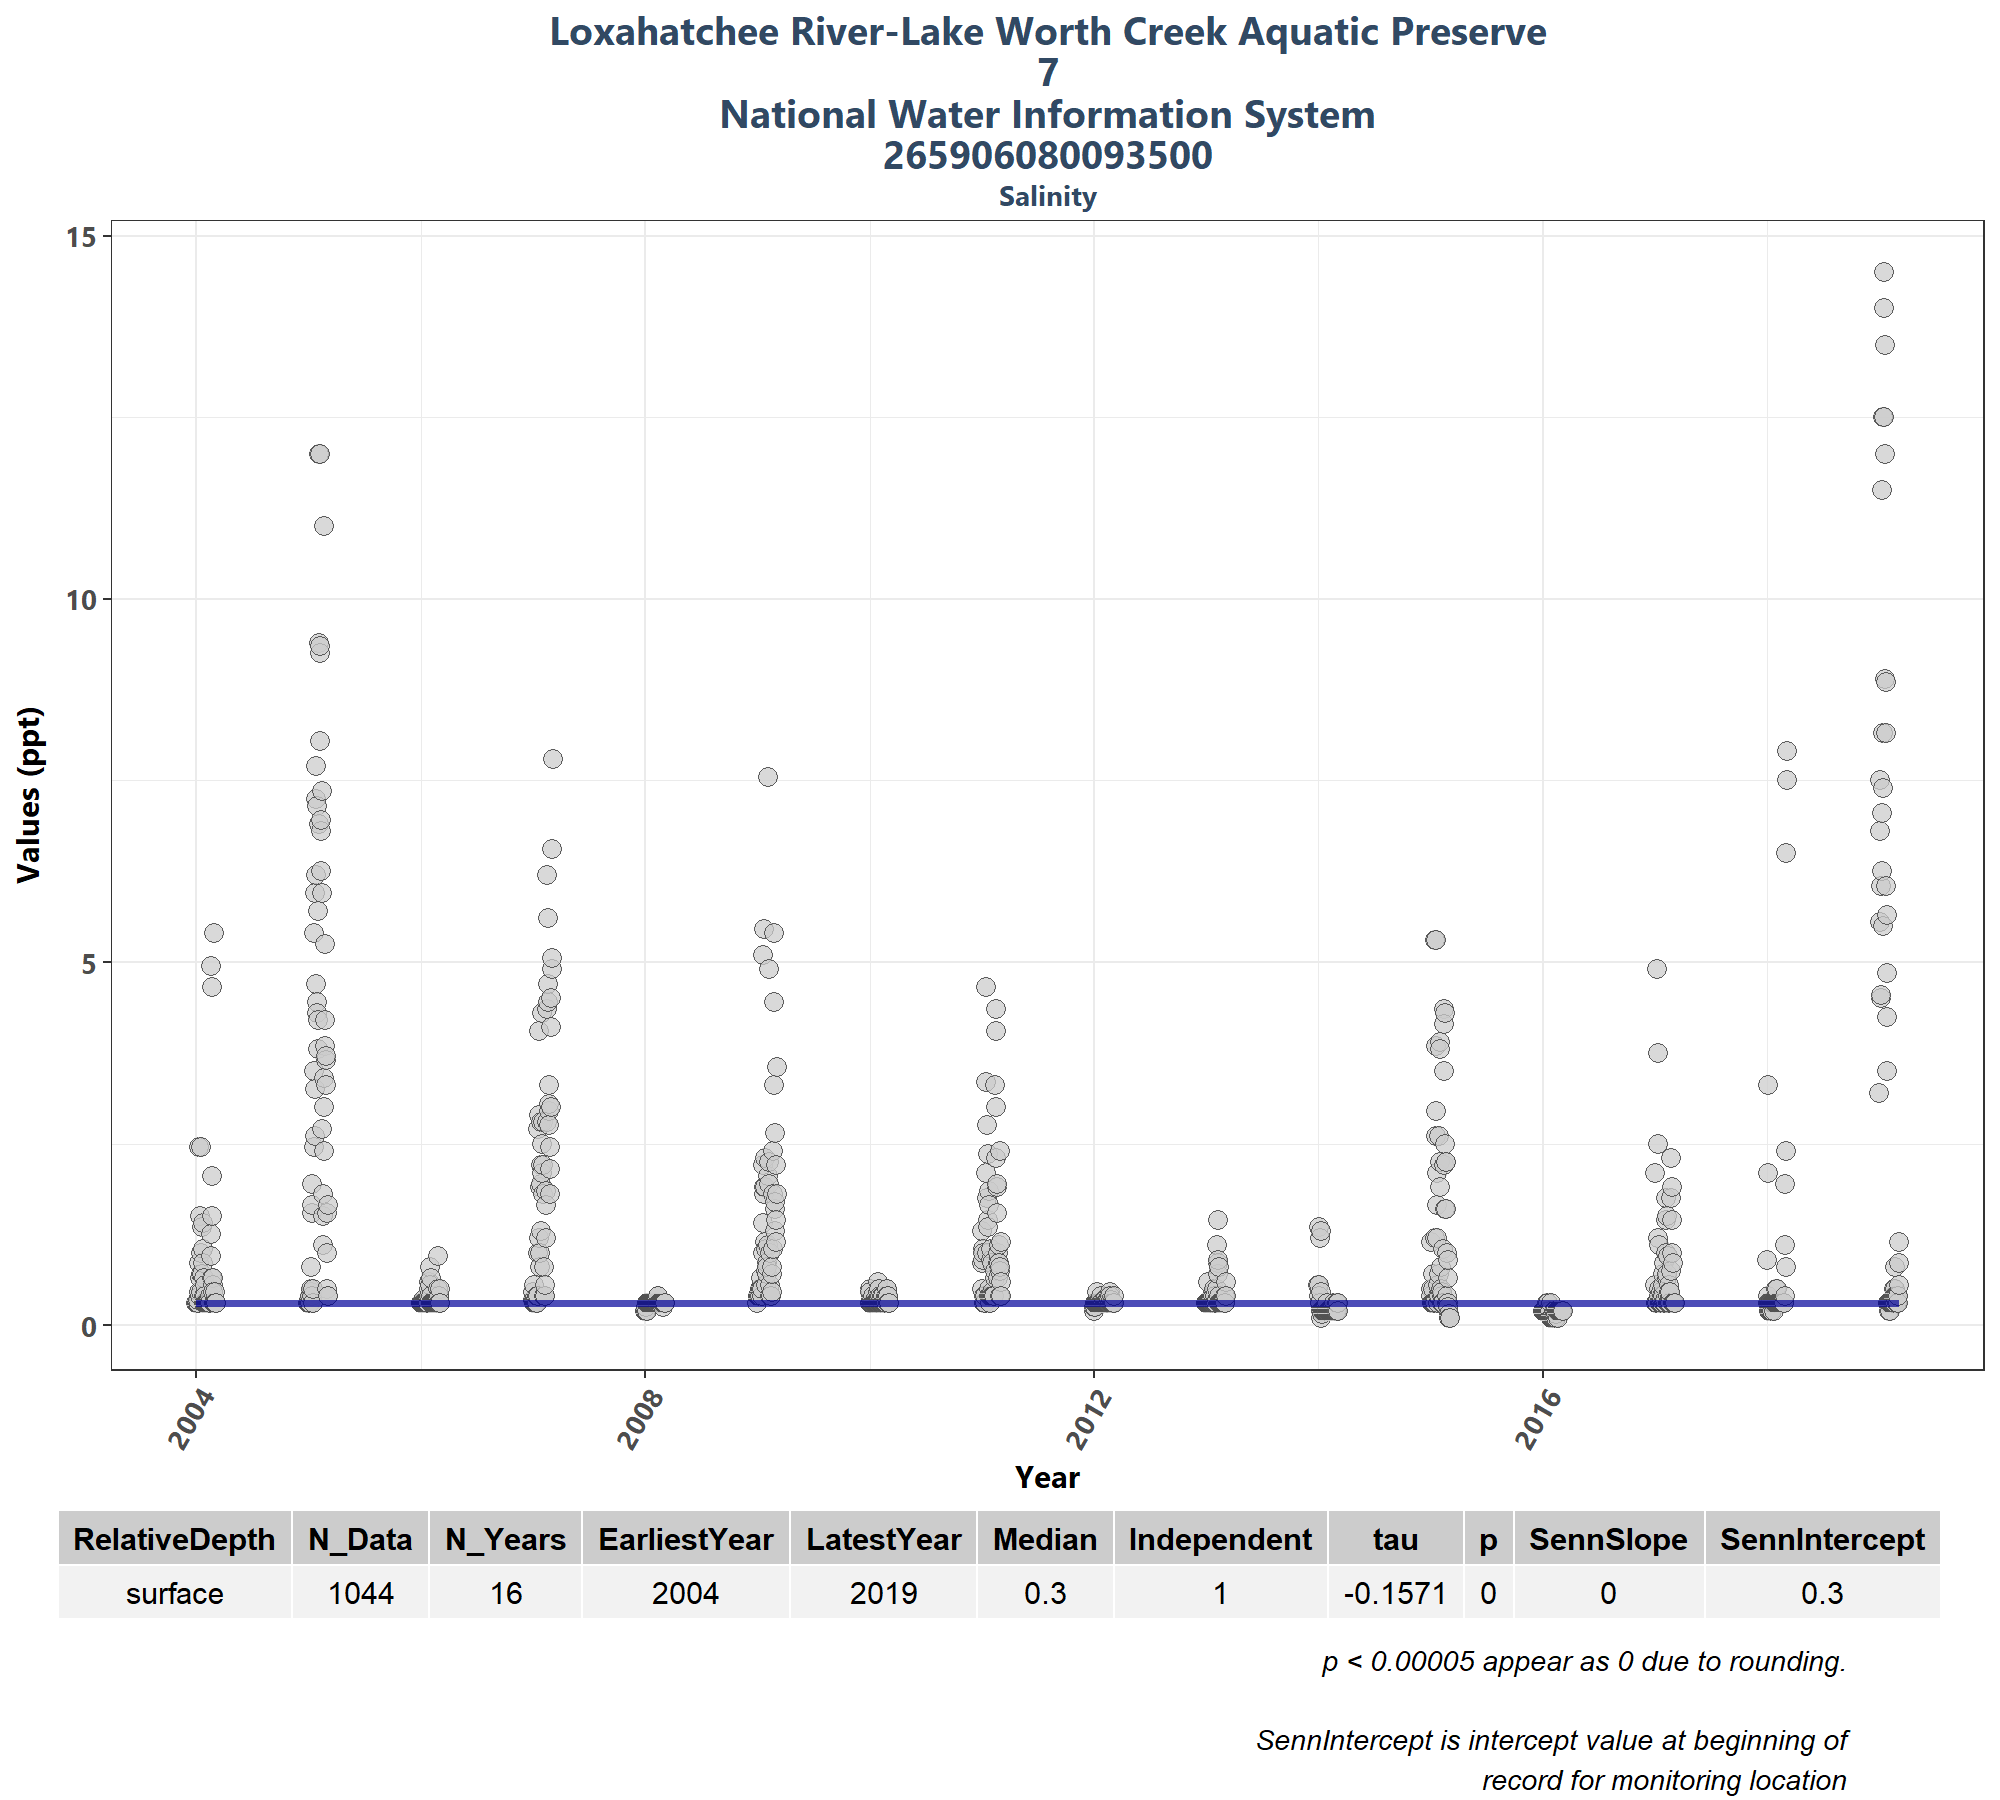 Loxahatchee River-Lake Worth Creek Aquatic Preserve
7
National Water Information System
265906080093500
Salinity
15
10
5
0
Values (ppt)
2004
2008
2012
2016
Year
RelativeDepth N_Data N_Years EarliestYear LatestYear Median Independent tau p SennSlope SennIntercept
surface 1044 16 2004 2019 0.3 1 -0.1571 0 0 0.3
p < 0.00005 appear as 0 due to rounding.
SennIntercept is intercept value at beginning of
record for monitoring location